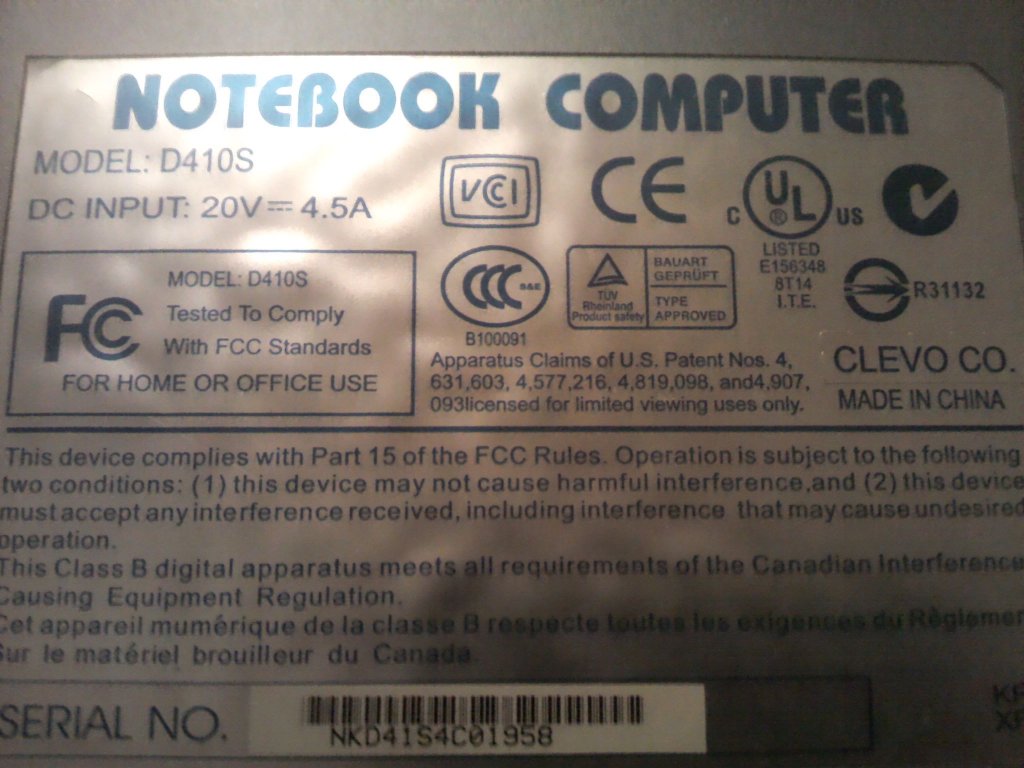 NOTEBOOK COMPUTER
MODEL: D410S
DC INPUT: 20V⎓ 4.5A
VCI
CE
C UL ® US
LISTED
E156348
8T14
I.T.E.
FC
MODEL: D410S
Tested To Comply
With FCC Standards
FOR HOME OR OFFICE USE
CCC S&E
B100091
TÜV
Rheinland
Product safety
BAUART
GEPRÜFT
TYPE
APPROVED
R31132
Apparatus Claims of U.S. Patent Nos. 4,
631,603, 4,577,216, 4,819,098, and4,907,
093licensed for limited viewing uses only.
CLEVO CO.
MADE IN CHINA
This device complies with Part 15 of the FCC Rules. Operation is subject to the following
two conditions: (1) this device may not cause harmful interference,and (2) this device
must accept any interference received, including interference that may cause undesired
operation.
This Class B digital apparatus meets all requirements of the Canadian Interference
Causing Equipment Regulation.
Cet appareil mumérique de la classe B respecte toutes les exigences du Règlemen
Sur le matériel brouilleur du Canada.
SERIAL NO.
NKD41S4C01958